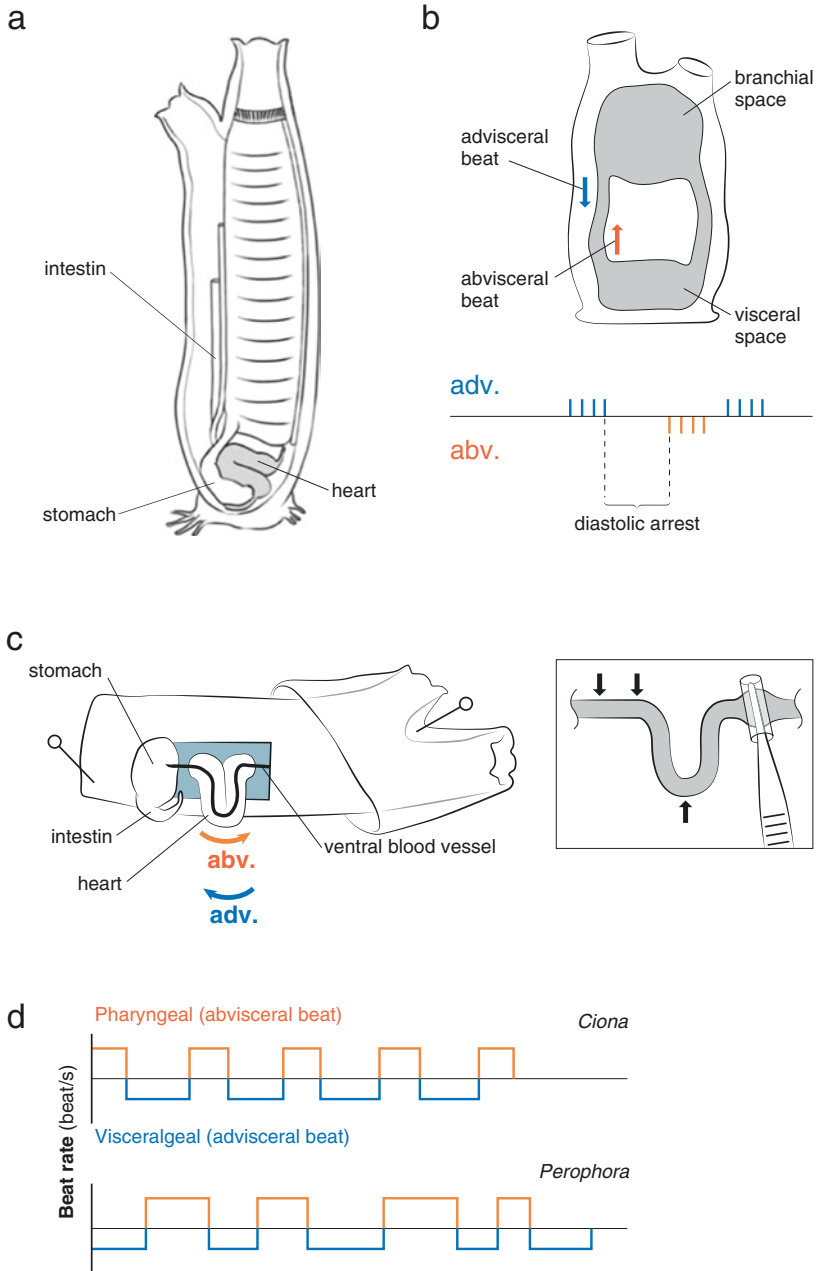 a
intestin
stomach
heart
b
branchial
space
advisceral
beat
abvisceral
beat
visceral
space
adv.
abv.
diastolic arrest
c
stomach
intestin
heart
abv.
adv.
ventral blood vessel
d
Pharyngeal (abvisceral beat)
Ciona
Visceralgeal (advisceral beat)
Perophora
Beat rate (beat/s)